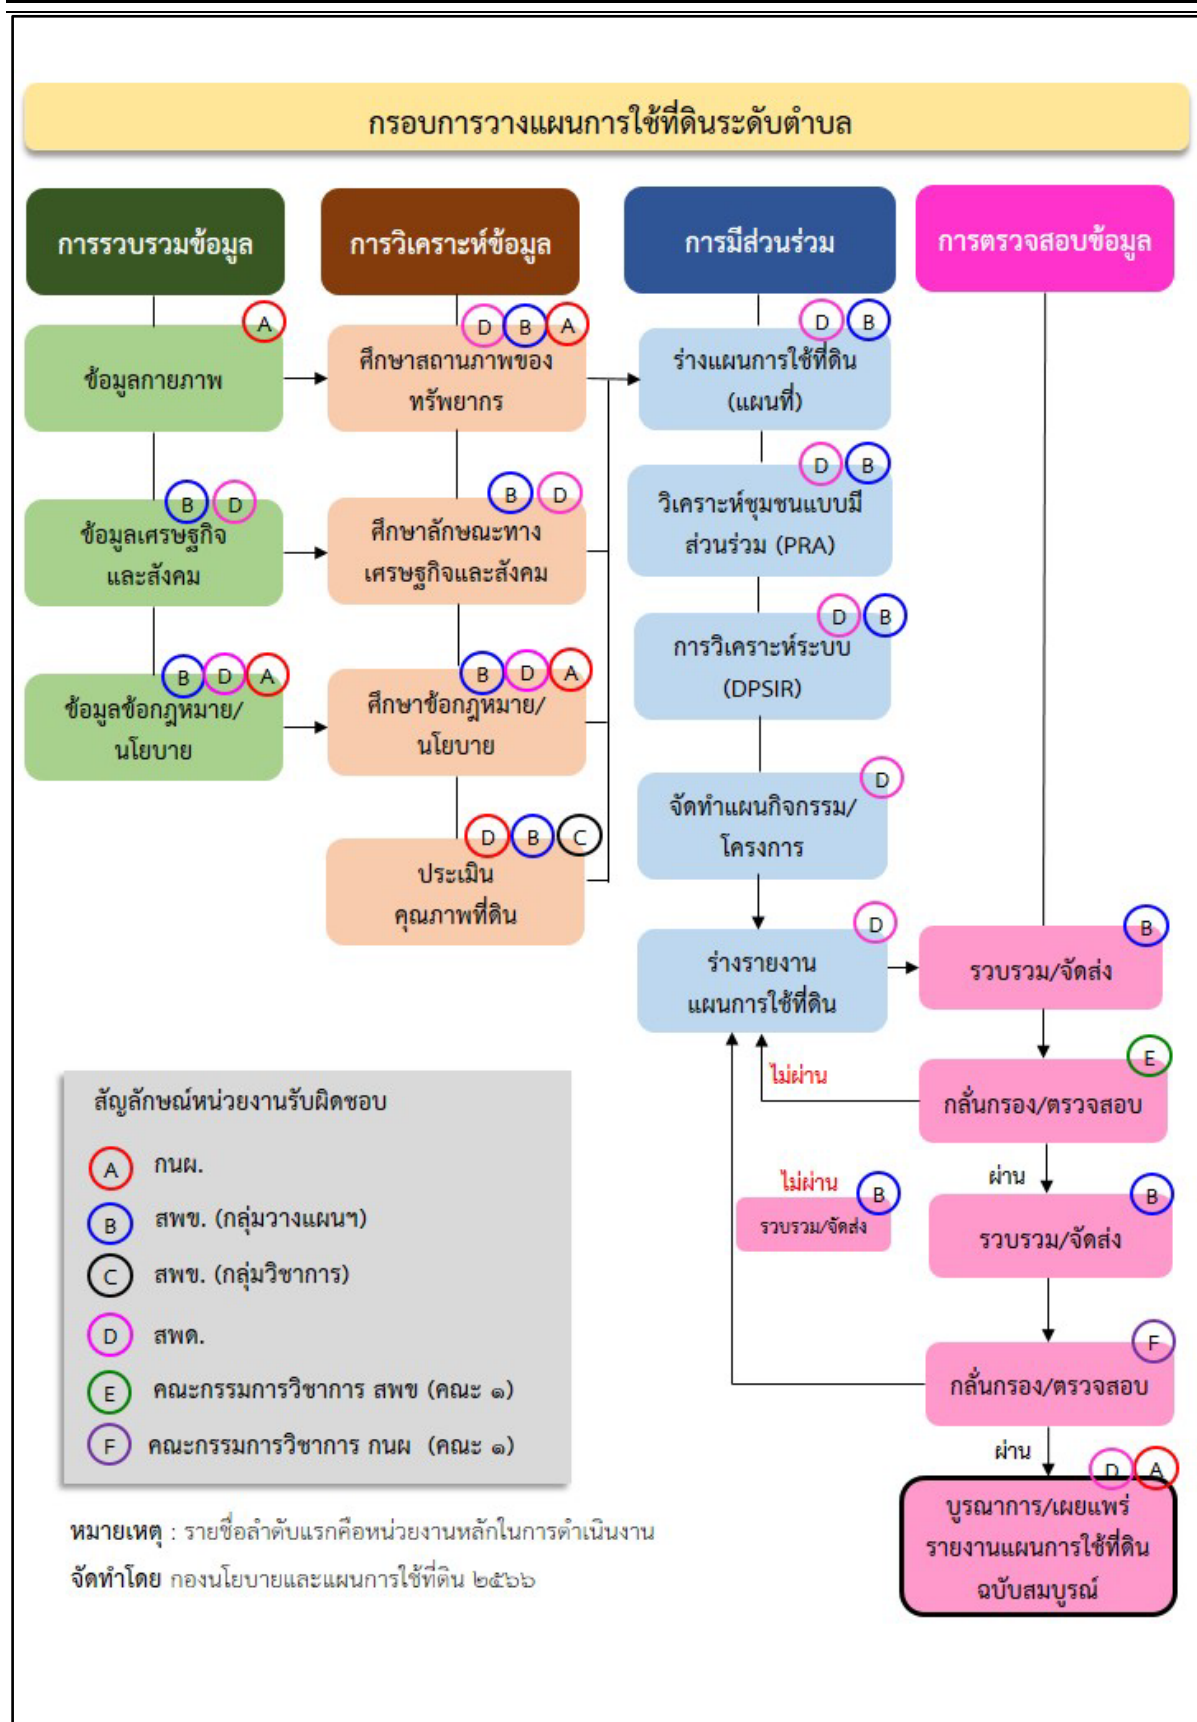 กรอบการวางแผนการใช้ที่ดินระดับตำบล
การรวบรวมข้อมูล
A
ข้อมูลกายภาพ
B D
ข้อมูลเศรษฐกิจ
และสังคม
B D A
ข้อมูลข้อกฎหมาย/
นโยบาย
การวิเคราะห์ข้อมูล
D B A
ศึกษาสถานภาพของ
ทรัพยากร
B D
ศึกษาลักษณะทาง
เศรษฐกิจและสังคม
B D A
ศึกษาข้อกฎหมาย/
นโยบาย
D B C
ประเมิน
คุณภาพที่ดิน
การมีส่วนร่วม
D B
ร่างแผนการใช้ที่ดิน
(แผนที่)
D B
วิเคราะห์ชุมชนแบบมี
ส่วนร่วม (PRA)
D B
การวิเคราะห์ระบบ
(DPSIR)
D
จัดทำแผนกิจกรรม/
โครงการ
D
ร่างรายงาน
แผนการใช้ที่ดิน
การตรวจสอบข้อมูล
B
รวบรวม/จัดส่ง
E
ไม่ผ่าน
กลั่นกรอง/ตรวจสอบ
ผ่าน
ไม่ผ่าน
B
รวบรวม/จัดส่ง
B
รวบรวม/จัดส่ง
F
กลั่นกรอง/ตรวจสอบ
ผ่าน
D A
บูรณาการ/เผยแพร่
รายงานแผนการใช้ที่ดิน
ฉบับสมบูรณ์
สัญลักษณ์หน่วยงานรับผิดชอบ
A กนผ.
B สพข. (กลุ่มวางแผนฯ)
C สพข. (กลุ่มวิชาการ)
D สพด.
E คณะกรรมการวิชาการ สพข (คณะ ๑)
F คณะกรรมการวิชาการ กนผ (คณะ ๑)
หมายเหตุ : รายชื่อลำดับแรกคือหน่วยงานหลักในการดำเนินงาน
จัดทำโดย กองนโยบายและแผนการใช้ที่ดิน ๒๕๖๖